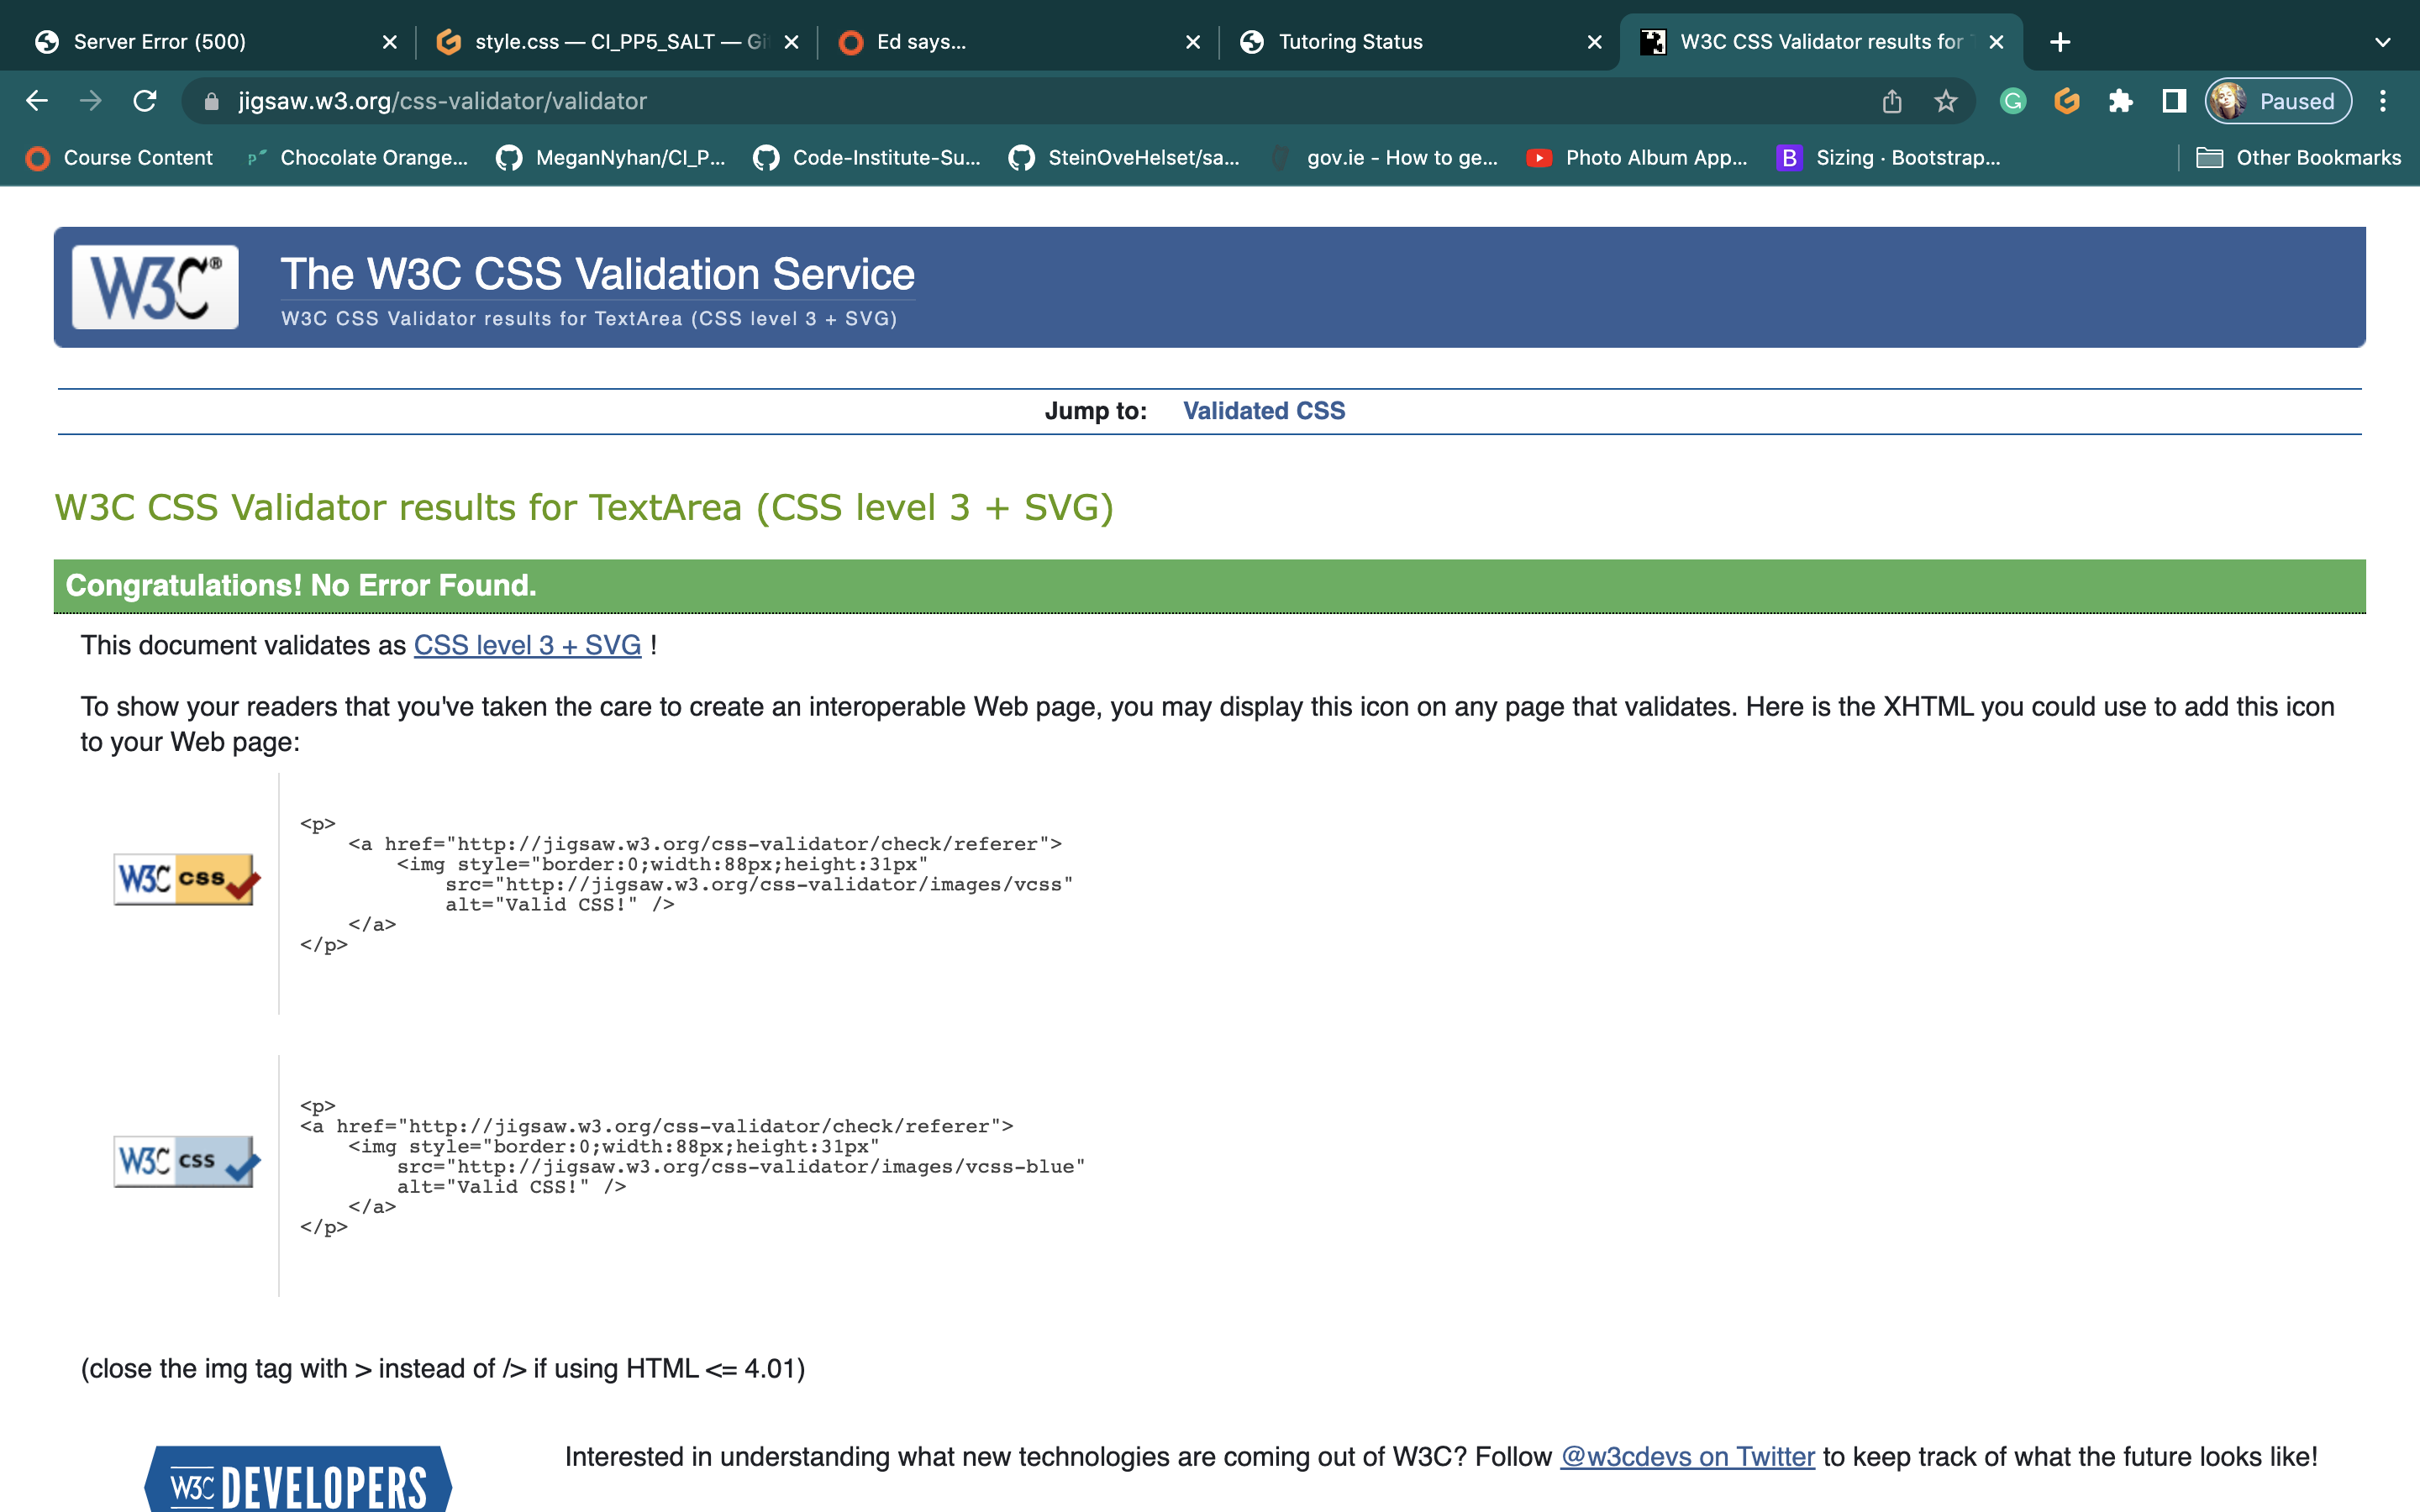 Server Error (500)
style.css — CI_PP5_SALT — Gi
Ed says...
Tutoring Status
W3C CSS Validator results for
jigsaw.w3.org/css-validator/validator
Paused
Course Content
Chocolate Orange...
MeganNyhan/CI_P...
Code-Institute-Su...
SteinOveHelset/sa...
gov.ie - How to ge...
Photo Album App...
B
Sizing · Bootstrap...
Other Bookmarks
W3C®
The W3C CSS Validation Service
W3C CSS Validator results for TextArea (CSS level 3 + SVG)
Jump to: Validated CSS
W3C CSS Validator results for TextArea (CSS level 3 + SVG)
Congratulations! No Error Found.
This document validates as CSS level 3 + SVG !
To show your readers that you've taken the care to create an interoperable Web page, you may display this icon on any page that validates. Here is the XHTML you could use to add this icon
to your Web page:
W3C css
<p>
<a href="http://jigsaw.w3.org/css-validator/check/referer">
<img style="border:0;width:88px;height:31px"
src="http://jigsaw.w3.org/css-validator/images/vcss"
alt="Valid CSS!" />
</a>
</p>
W3C css
<p>
<a href="http://jigsaw.w3.org/css-validator/check/referer">
<img style="border:0;width:88px;height:31px"
src="http://jigsaw.w3.org/css-validator/images/vcss-blue"
alt="Valid CSS!" />
</a>
</p>
(close the img tag with > instead of /> if using HTML <= 4.01)
W3C DEVELOPERS
Interested in understanding what new technologies are coming out of W3C? Follow @w3cdevs on Twitter to keep track of what the future looks like!